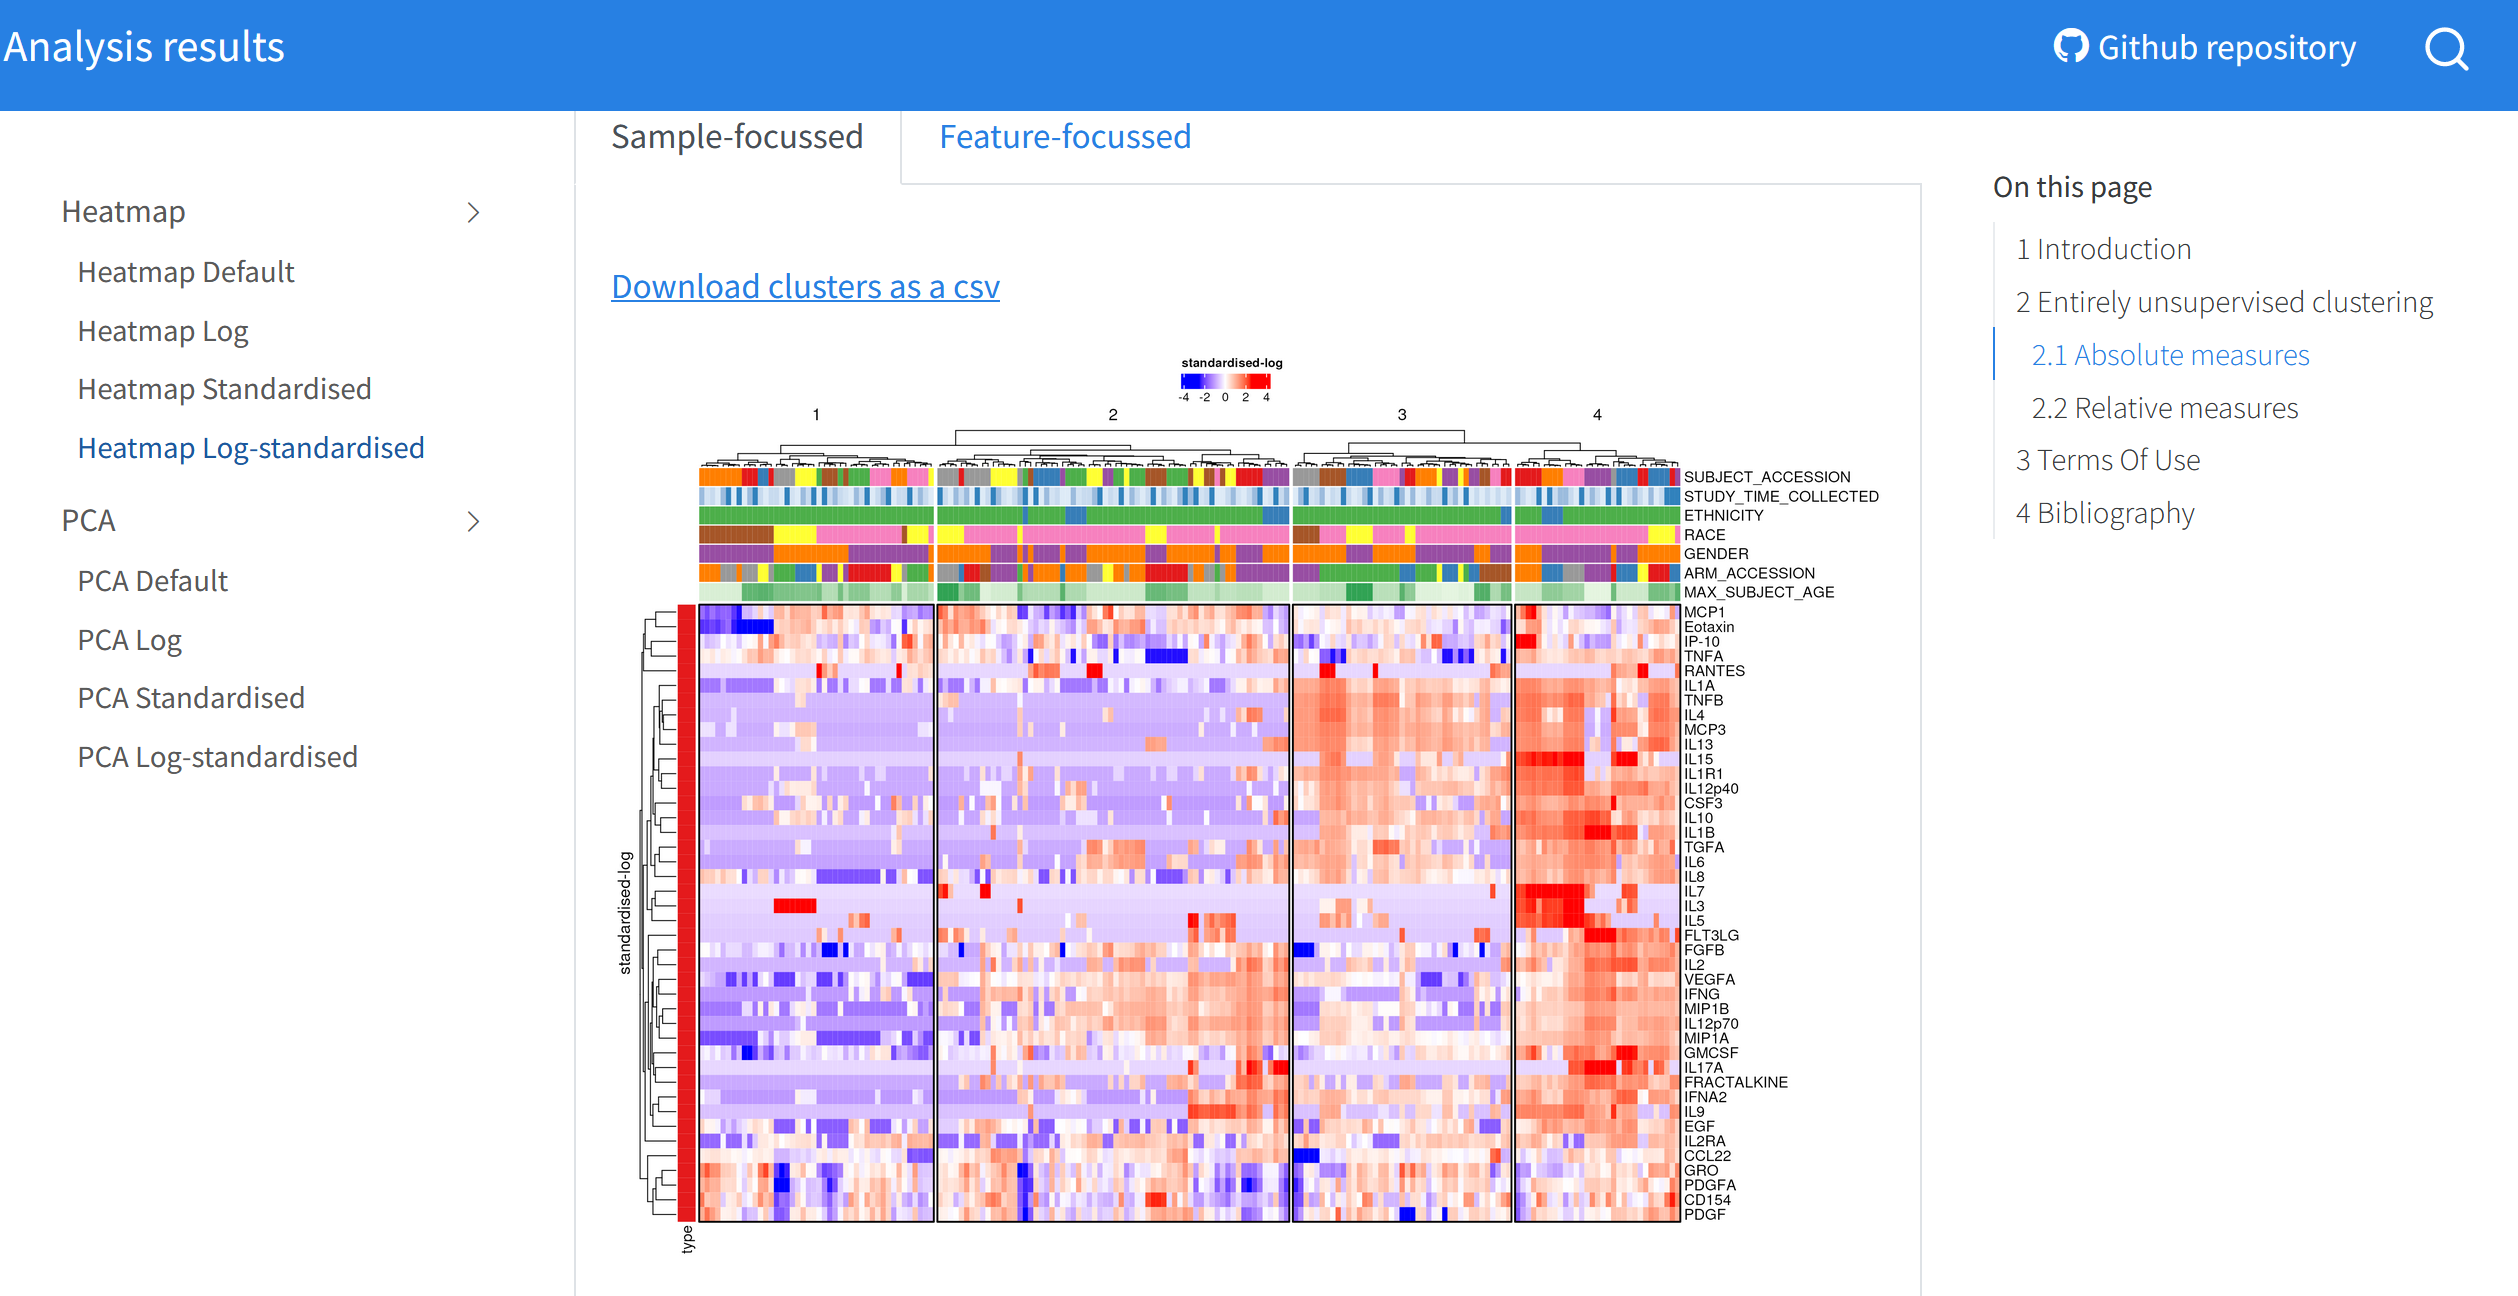 Analysis results
Github repository
Heatmap
Heatmap Default
Heatmap Log
Heatmap Standardised
Heatmap Log-standardised
PCA
PCA Default
PCA Log
PCA Standardised
PCA Log-standardised
Sample-focussed
Feature-focussed
Download clusters as a csv
standardised-log
-4 -2 0 2 4
1 2 3 4
SUBJECT_ACCESSION
STUDY_TIME_COLLECTED
ETHNICITY
RACE
GENDER
ARM_ACCESSION
MAX_SUBJECT_AGE
MCP1
Eotaxin
IP-10
TNFA
RANTES
IL1A
TNFB
IL4
MCP3
IL13
IL15
IL1R1
IL12p40
CSF3
IL10
IL1B
TGFA
IL6
IL8
IL7
IL3
IL5
FLT3LG
FGFB
IL2
VEGFA
IFNG
MIP1B
IL12p70
MIP1A
GMCSF
IL17A
FRACTALKINE
IFNA2
IL9
EGF
IL2RA
CCL22
GRO
PDGFA
CD154
PDGF
standardised-log
type
On this page
1 Introduction
2 Entirely unsupervised clustering
2.1 Absolute measures
2.2 Relative measures
3 Terms Of Use
4 Bibliography